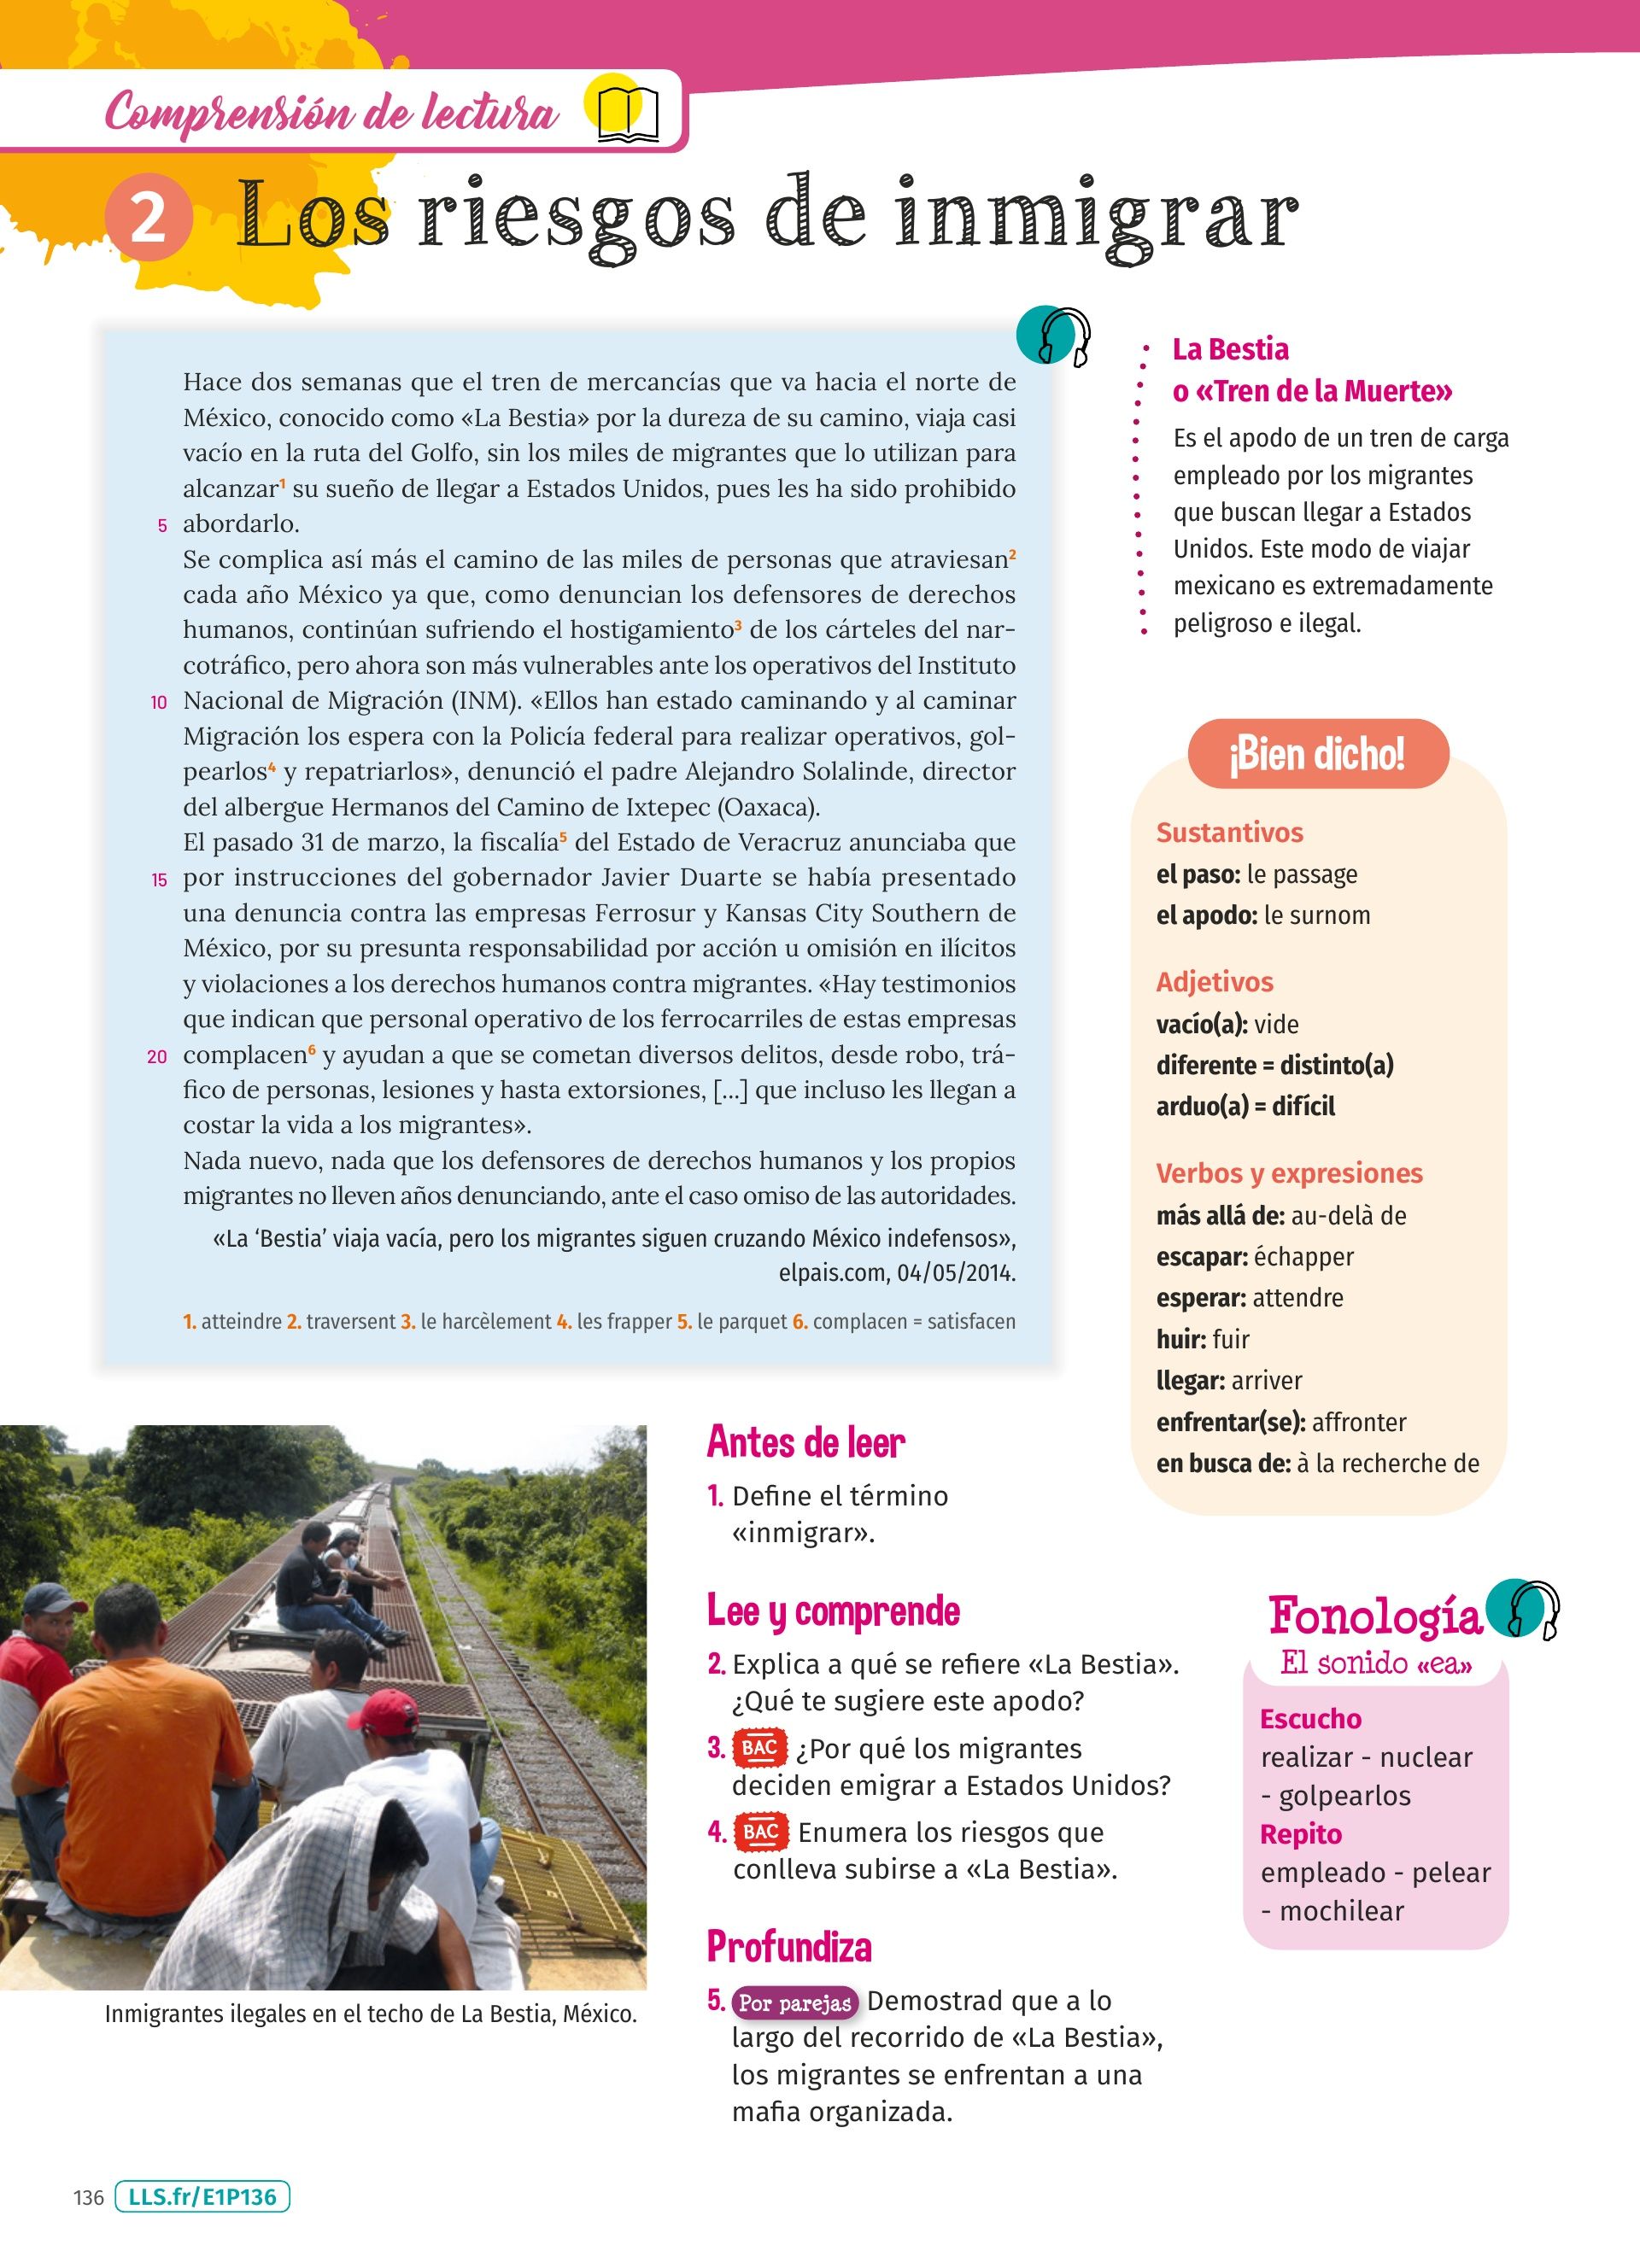 Comprensión de lectura
2 Los riesgos de inmigrar
Hace dos semanas que el tren de mercancías que va hacia el norte de
México, conocido como «La Bestia» por la dureza de su camino, viaja casi
vacío en la ruta del Golfo, sin los miles de migrantes que lo utilizan para
alcanzar1 su sueño de llegar a Estados Unidos, pues les ha sido prohibido
5 abordarlo.
Se complica así más el camino de las miles de personas que atraviesan2
cada año México ya que, como denuncian los defensores de derechos
humanos, continúan sufriendo el hostigamiento3 de los cárteles del nar-
cotráfico, pero ahora son más vulnerables ante los operativos del Instituto
10 Nacional de Migración (INM). «Ellos han estado caminando y al caminar
Migración los espera con la Policía federal para realizar operativos, gol-
pearlos4 y repatriarlos», denunció el padre Alejandro Solalinde, director
del albergue Hermanos del Camino de Ixtepec (Oaxaca).
El pasado 31 de marzo, la fiscalía5 del Estado de Veracruz anunciaba que
15 por instrucciones del gobernador Javier Duarte se había presentado
una denuncia contra las empresas Ferrosur y Kansas City Southern de
México, por su presunta responsabilidad por acción u omisión en ilícitos
y violaciones a los derechos humanos contra migrantes. «Hay testimonios
que indican que personal operativo de los ferrocarriles de estas empresas
20 complacen6 y ayudan a que se cometan diversos delitos, desde robo, trá-
fico de personas, lesiones y hasta extorsiones, [...] que incluso les llegan a
costar la vida a los migrantes».
Nada nuevo, nada que los defensores de derechos humanos y los propios
migrantes no lleven años denunciando, ante el caso omiso de las autoridades.
«La ‘Bestia’ viaja vacía, pero los migrantes siguen cruzando México indefensos»,
elpais.com, 04/05/2014.
1. atteindre 2. traversent 3. le harcèlement 4. les frapper 5. le parquet 6. complacen = satisfacen
La Bestia
o «Tren de la Muerte»
Es el apodo de un tren de carga
empleado por los migrantes
que buscan llegar a Estados
Unidos. Este modo de viajar
mexicano es extremadamente
peligroso e ilegal.
¡Bien dicho!
Sustantivos
el paso: le passage
el apodo: le surnom
Adjetivos
vacío(a): vide
diferente = distinto(a)
arduo(a) = difícil
Verbos y expresiones
más allá de: au-delà de
escapar: échapper
esperar: attendre
huir: fuir
llegar: arriver
enfrentar(se): affronter
en busca de: à la recherche de
Inmigrantes ilegales en el techo de La Bestia, México.
Antes de leer
1. Define el término
«inmigrar».
Lee y comprende
2. Explica a qué se refiere «La Bestia».
¿Qué te sugiere este apodo?
3. BAC ¿Por qué los migrantes
deciden emigrar a Estados Unidos?
4. BAC Enumera los riesgos que
conlleva subirse a «La Bestia».
Profundiza
5. Por parejas Demostrad que a lo
largo del recorrido de «La Bestia»,
los migrantes se enfrentan a una
mafia organizada.
Fonología
El sonido «ea»
Escucho
realizar - nuclear
- golpearlos
Repito
empleado - pelear
- mochilear
136 LLS.fr/E1P136